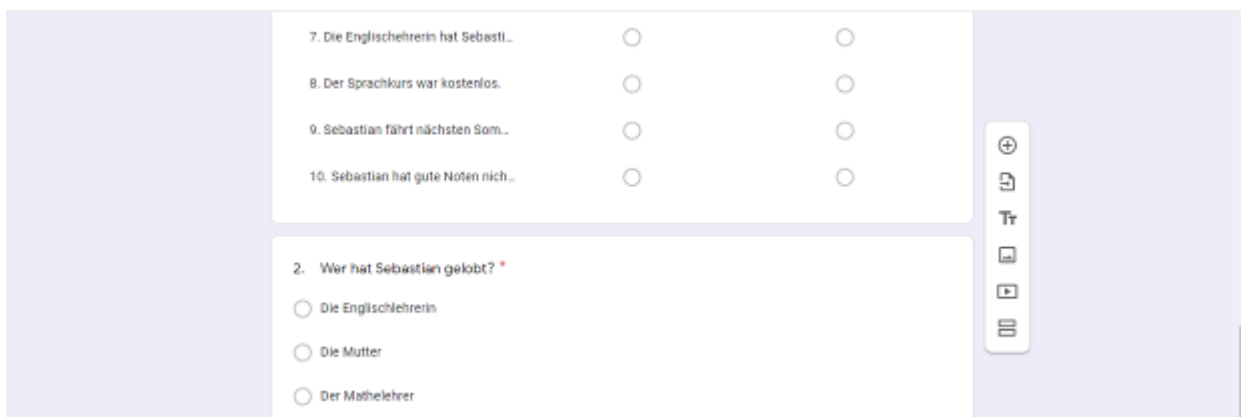 7. Die Englischehrerin hat Sebasti...
8. Der Sprachkurs war kostenlos.
9. Sebastian fährt nächsten Som...
10. Sebastian hat gute Noten nich...
2. Wer hat Sebastian gelobt? *
Die Englischlehrerin
Die Mutter
Der Mathelehrer
Tт